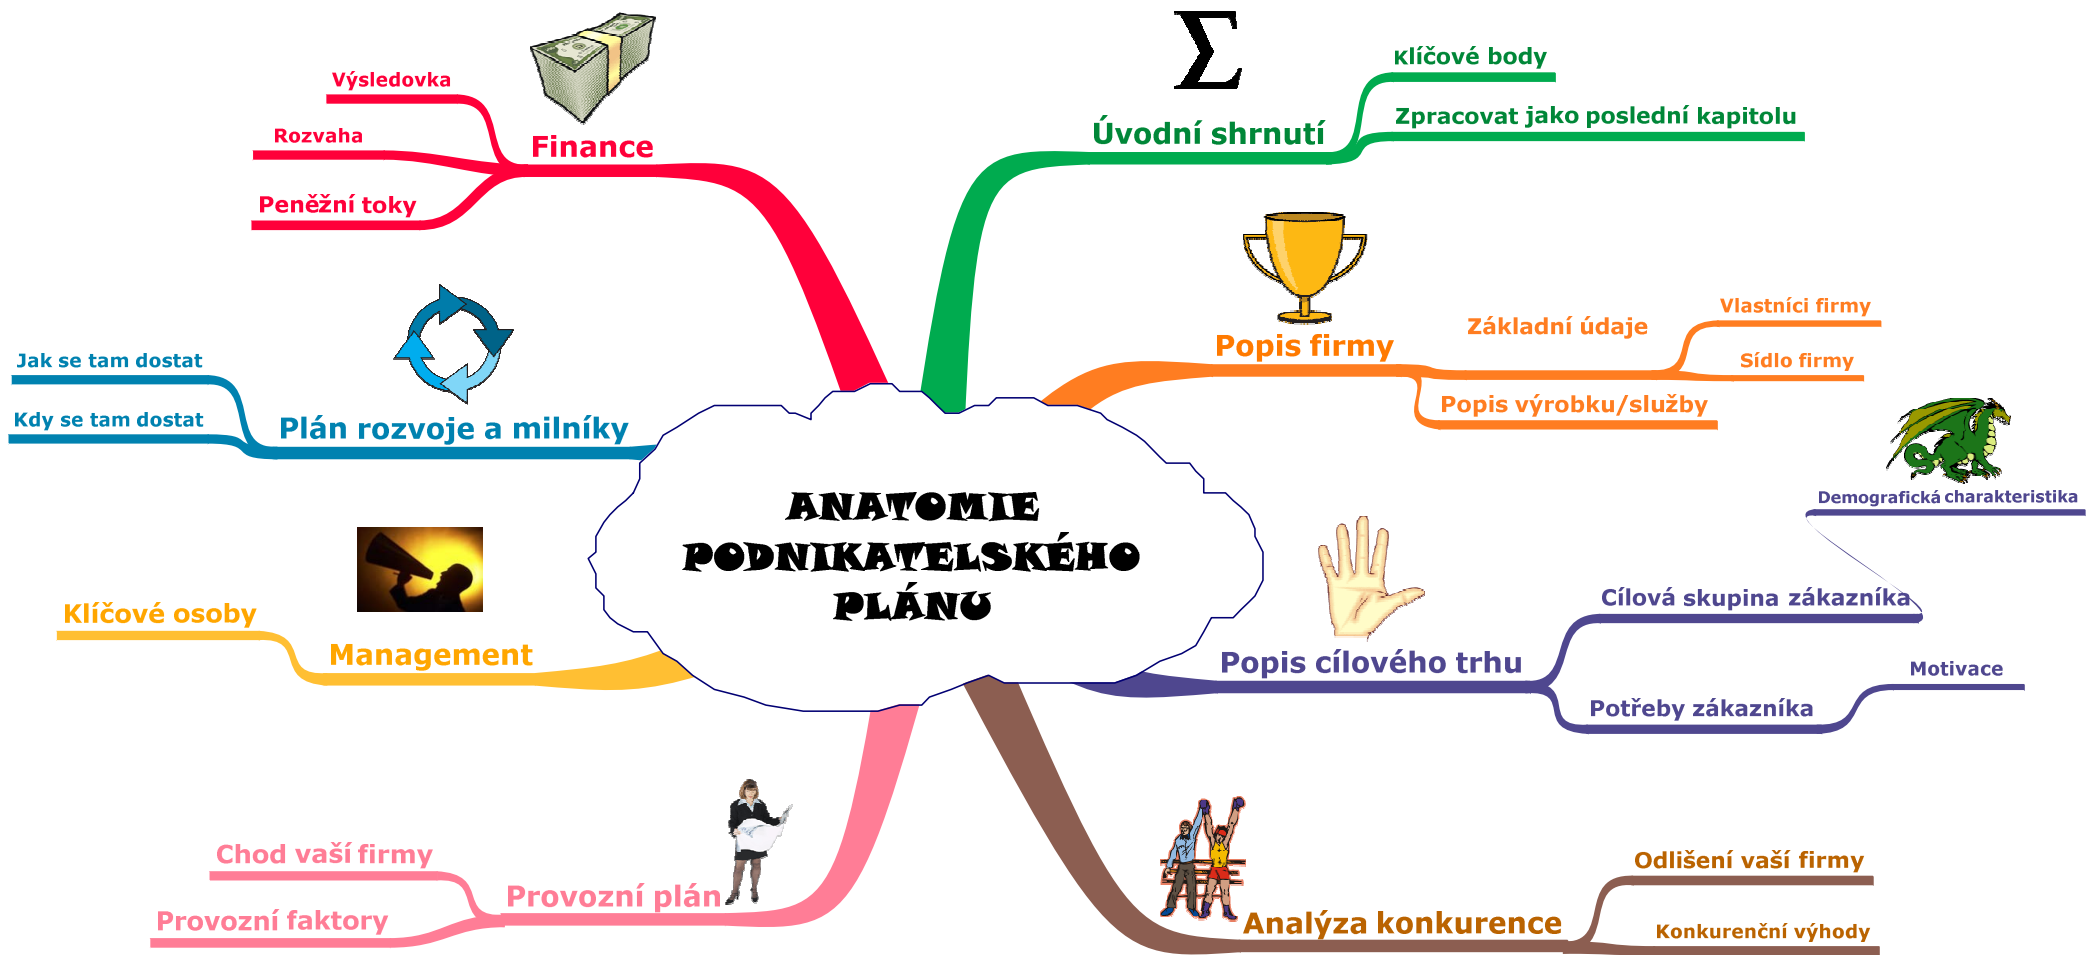 ANATOMIE
PODNIKATELSKÉHO
PLÁNU
Úvodní shrnutí
Klíčové body
Zpracovat jako poslední kapitolu
Popis firmy
Základní údaje
Vlastníci firmy
Sídlo firmy
Popis výrobku/služby
Popis cílového trhu
Cílová skupina zákazníka
Demografická charakteristika
Potřeby zákazníka
Motivace
Analýza konkurence
Odlišení vaší firmy
Konkurenční výhody
Provozní plán
Chod vaší firmy
Provozní faktory
Management
Klíčové osoby
Plán rozvoje a milníky
Jak se tam dostat
Kdy se tam dostat
Finance
Výsledovka
Rozvaha
Peněžní toky
Σ